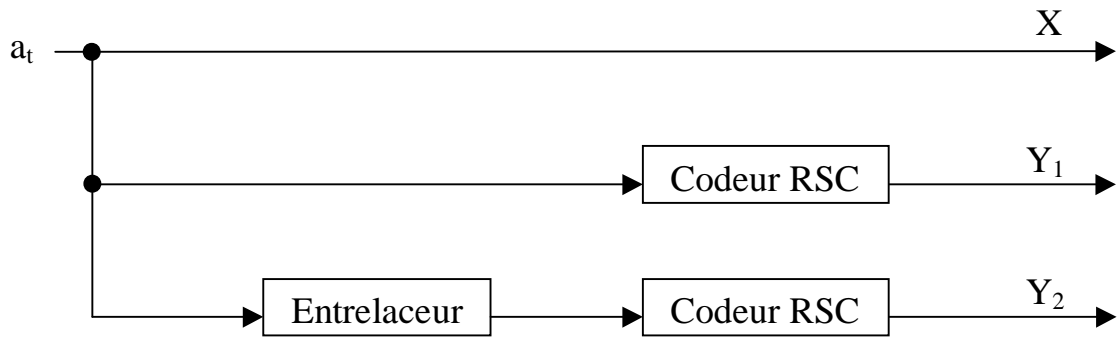 X
a_t
Codeur RSC
Y_1
Entrelaceur
Codeur RSC
Y_2